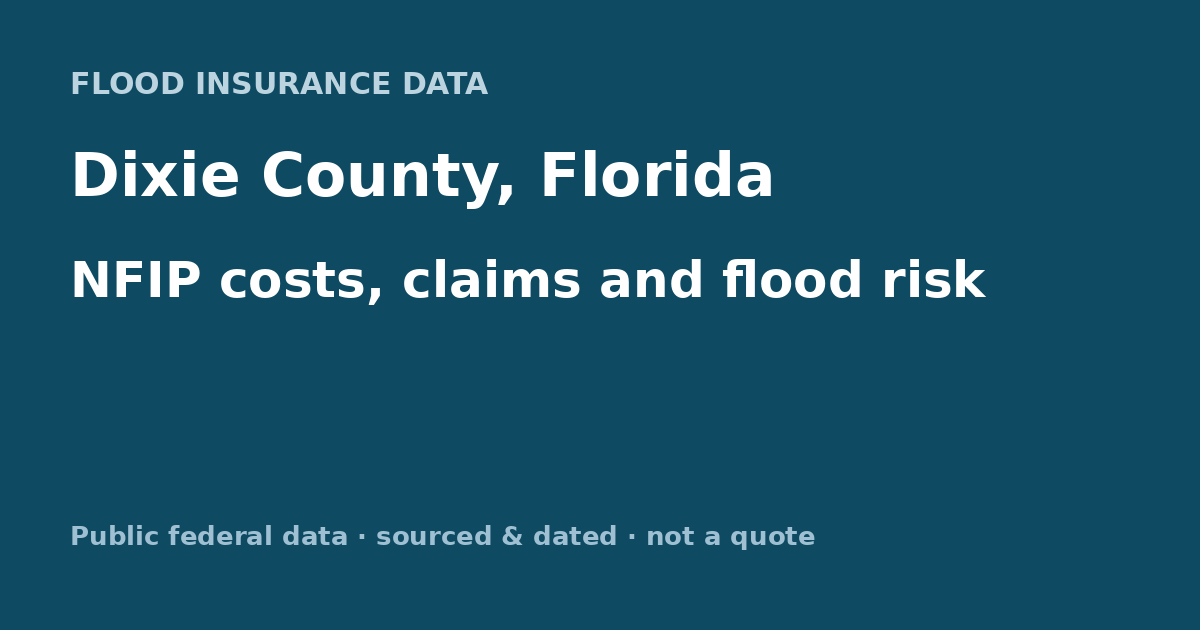 FLOOD INSURANCE DATA
Dixie County, Florida
NFIP costs, claims and flood risk
Public federal data · sourced & dated · not a quote